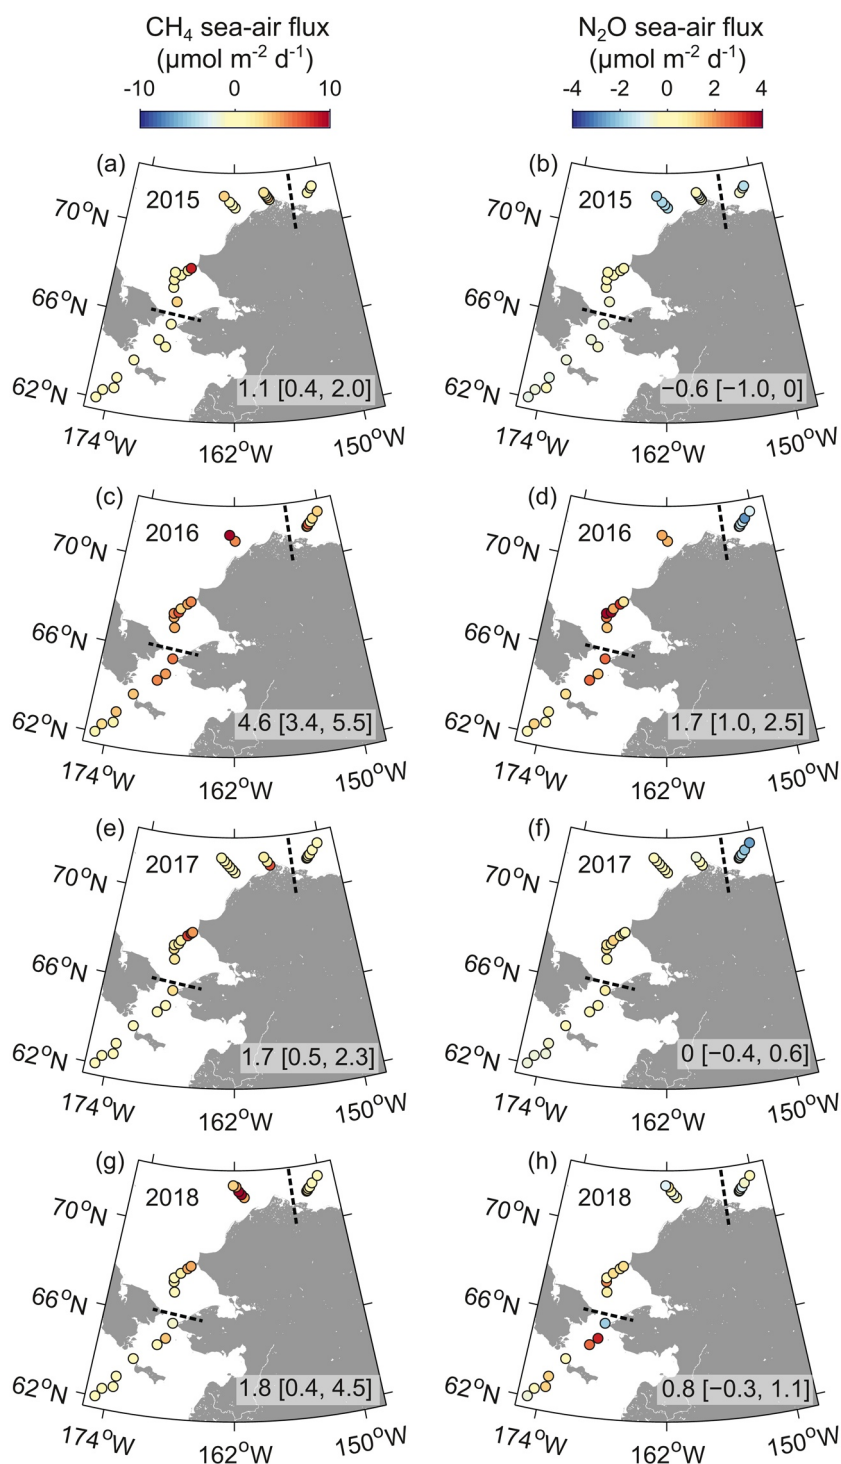 CH₄ sea-air flux
(μmol m⁻² d⁻¹)
-10 0 10
N₂O sea-air flux
(μmol m⁻² d⁻¹)
-4 -2 0 2 4
(a)
2015
70°N
66°N
62°N
174°W
162°W
150°W
1.1 [0.4, 2.0]
(b)
2015
70°N
66°N
62°N
174°W
162°W
150°W
−0.6 [−1.0, 0]
(c)
2016
70°N
66°N
62°N
174°W
162°W
150°W
4.6 [3.4, 5.5]
(d)
2016
70°N
66°N
62°N
174°W
162°W
150°W
1.7 [1.0, 2.5]
(e)
2017
70°N
66°N
62°N
174°W
162°W
150°W
1.7 [0.5, 2.3]
(f)
2017
70°N
66°N
62°N
174°W
162°W
150°W
0 [−0.4, 0.6]
(g)
2018
70°N
66°N
62°N
174°W
162°W
150°W
1.8 [0.4, 4.5]
(h)
2018
70°N
66°N
62°N
174°W
162°W
150°W
0.8 [−0.3, 1.1]